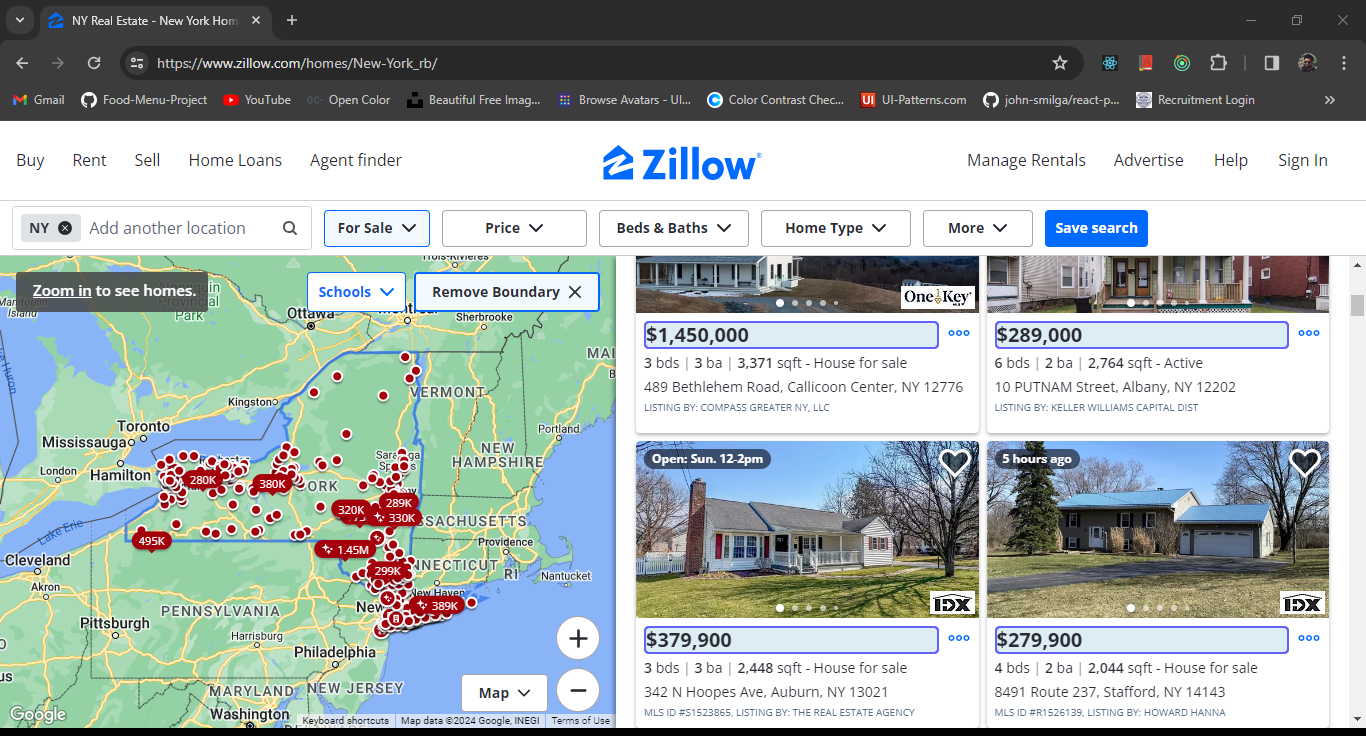 NY Real Estate - New York Hom
https://www.zillow.com/homes/New-York_rb/
Gmail
Food-Menu-Project
YouTube
Open Color
Beautiful Free Imag...
Browse Avatars - UI...
Color Contrast Chec...
UI
UI-Patterns.com
john-smilga/react-p...
Recruitment Login
Buy
Rent
Sell
Home Loans
Agent finder
Zillow
Manage Rentals
Advertise
Help
Sign In
NY
Add another location
For Sale
Price
Beds & Baths
Home Type
More
Save search
Zoom in to see homes.
Schools
Remove Boundary
Ottawa
Sherbrooke
VERMONT
Kingston
Toronto
Mississauga
London
Hamilton
Portland
NEW
HAMPSHIRE
280K
380K
320K
289K
330K
Lake Erie
495K
1.45M
Providence
Cleveland
299K
RI
Nantucket
Akron
New Haven
389K
PENNSYLVANIA
Pittsburgh
Harrisburg
Philadelphia
MARYLAND
NEW JERSEY
Washington
Map
Google
Keyboard shortcuts
Map data ©2024 Google, INEGI
Terms of Use
One Key
$1,450,000
3 bds | 3 ba | 3,371 sqft - House for sale
489 Bethlehem Road, Callicoon Center, NY 12776
LISTING BY: COMPASS GREATER NY, LLC
$289,000
6 bds | 2 ba | 2,764 sqft - Active
10 PUTNAM Street, Albany, NY 12202
LISTING BY: KELLER WILLIAMS CAPITAL DIST
Open: Sun. 12-2pm
IDX
$379,900
3 bds | 3 ba | 2,448 sqft - House for sale
342 N Hoopes Ave, Auburn, NY 13021
MLS ID #S1523865, LISTING BY: THE REAL ESTATE AGENCY
5 hours ago
IDX
$279,900
4 bds | 2 ba | 2,044 sqft - House for sale
8491 Route 237, Stafford, NY 14143
MLS ID #R1526139, LISTING BY: HOWARD HANNA